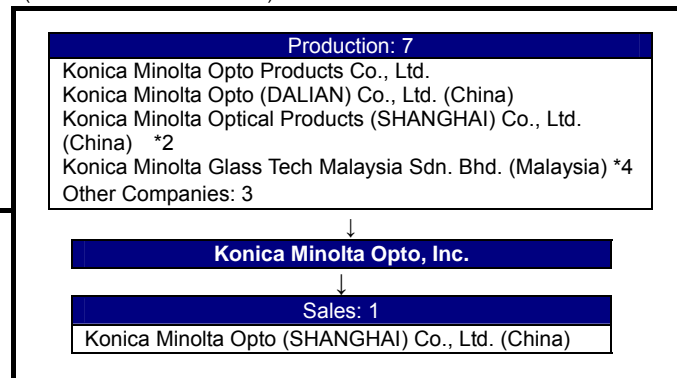 Production: 7
Konica Minolta Opto Products Co., Ltd.
Konica Minolta Opto (DALIAN) Co., Ltd. (China)
Konica Minolta Optical Products (SHANGHAI) Co., Ltd.
(China) *2
Konica Minolta Glass Tech Malaysia Sdn. Bhd. (Malaysia) *4
Other Companies: 3
↓
Konica Minolta Opto, Inc.
↓
Sales: 1
Konica Minolta Opto (SHANGHAI) Co., Ltd. (China)